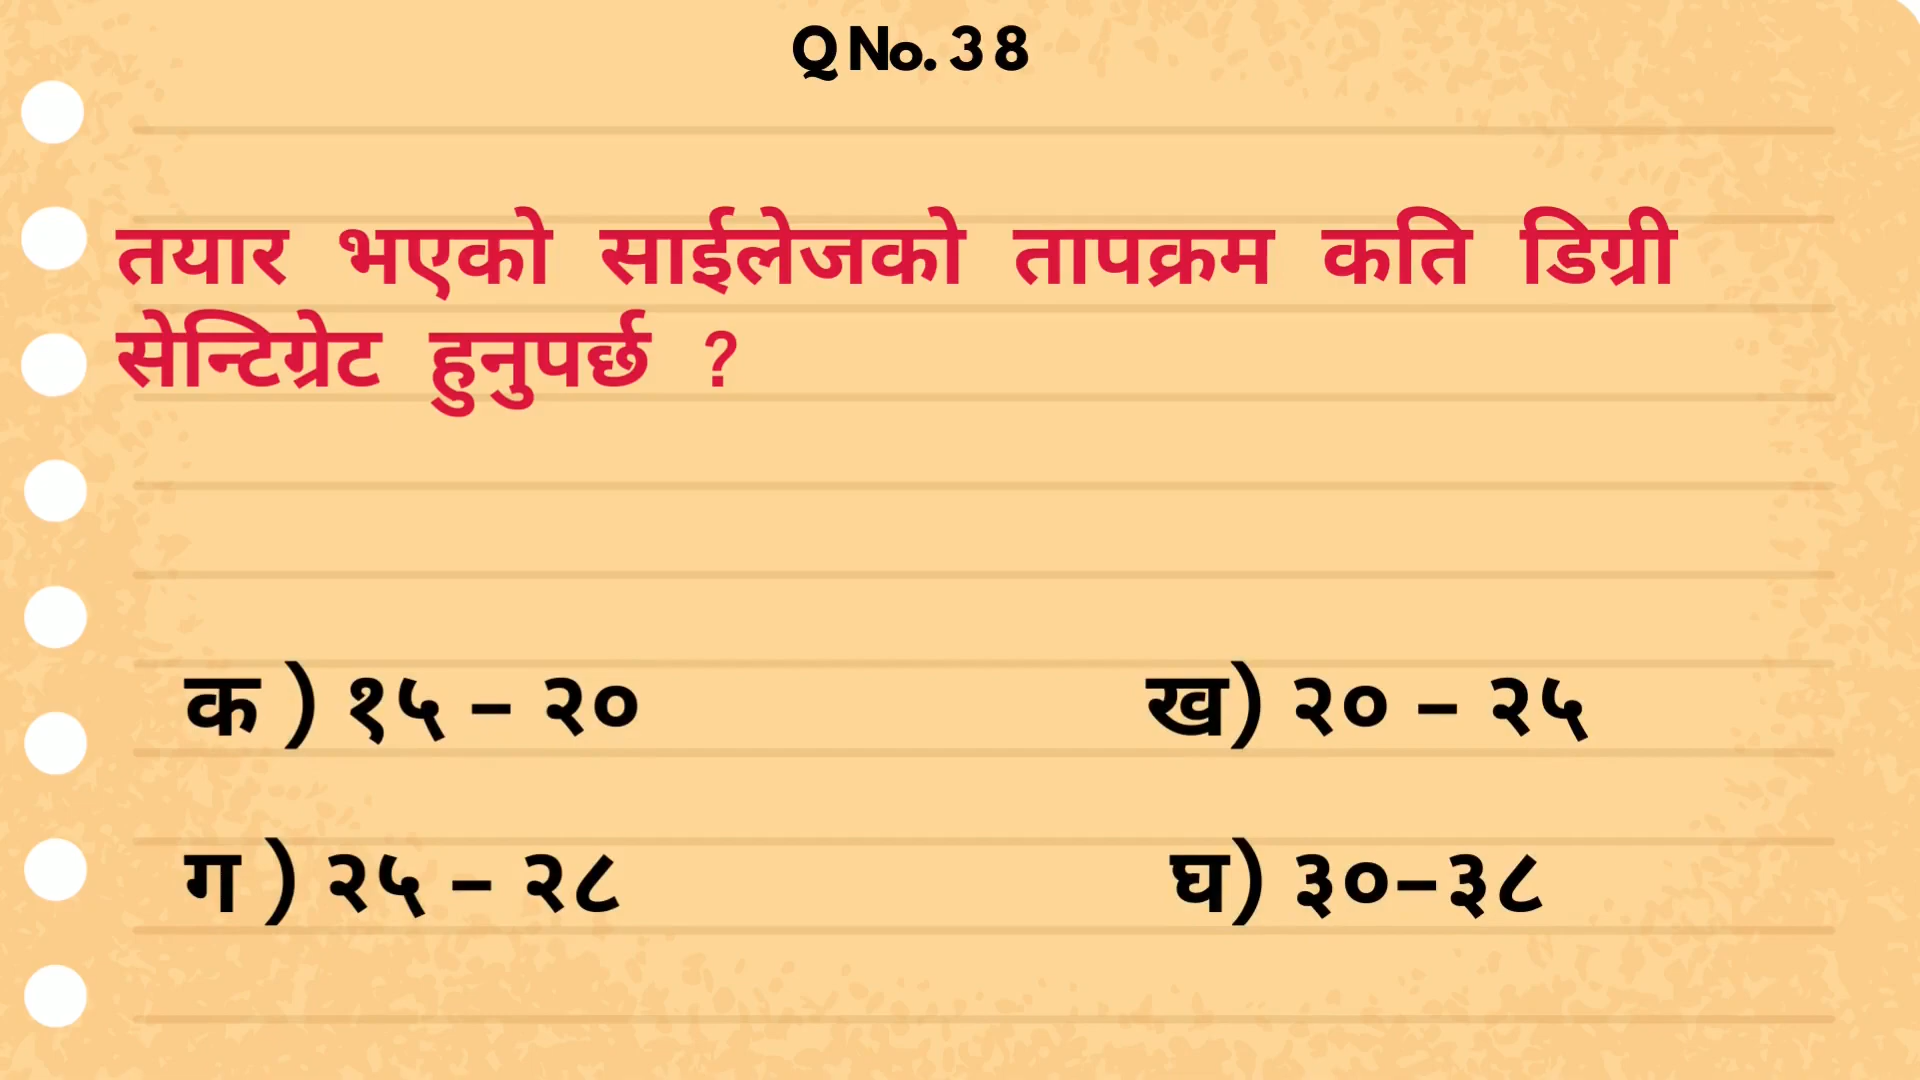 Q No. 38
तयार भएको साईलेजको तापक्रम कति डिग्री
सेन्टिग्रेट हुनुपर्छ ?
क ) १५ – २०
ख) २० – २५
ग ) २५ – २८
घ) ३०–३८